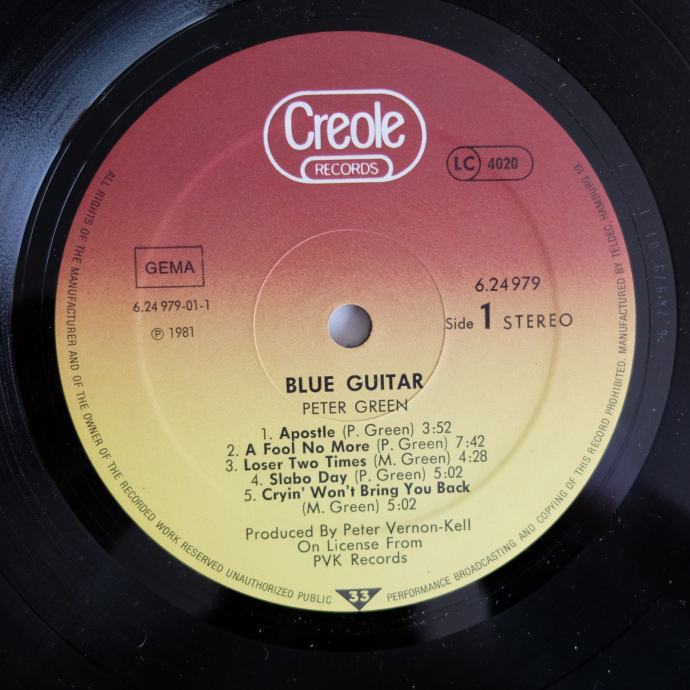 Creole
RECORDS
LC 4020
GEMA
6.24 979-01-1
℗ 1981
6.24979
Side 1 STEREO
BLUE GUITAR
PETER GREEN
1. Apostle (P. Green) 3:52
2. A Fool No More (P. Green) 7:42
3. Loser Two Times (M. Green) 4:28
4. Slabo Day (P. Green) 5:02
5. Cryin' Won't Bring You Back
(M. Green) 5:02
Produced By Peter Vernon-Kell
On License From
PVK Records
33
ALL RIGHTS OF THE MANUFACTURER AND OF THE OWNER OF THE RECORDED WORK RESERVED UNAUTHORIZED PUBLIC PERFORMANCE BROADCASTING AND COPYING OF THIS RECORD PROHIBITED. MANUFACTURED BY TELDEC, HAMBURG 19.